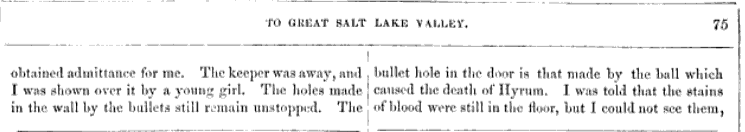 TO GREAT SALT LAKE VALLEY. 75
obtained admittance for me. The keeper was away, and
I was shown over it by a young girl. The holes made
in the wall by the bullets still remain unstopped. The
bullet hole in the door is that made by the ball which
caused the death of Hyrum. I was told that the stains
of blood were still in the floor, but I could not see them,